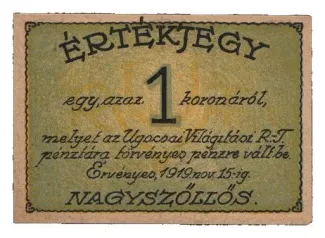 ÉRTÉKJEGY
egy, azaz 1 koronáról,
melyet az Ugocsai Világítási R.-T.
pénztára törvényes pénzre vált be.
Érvényes, 1919. nov. 15-ig.
NAGYSZŐLLŐS.